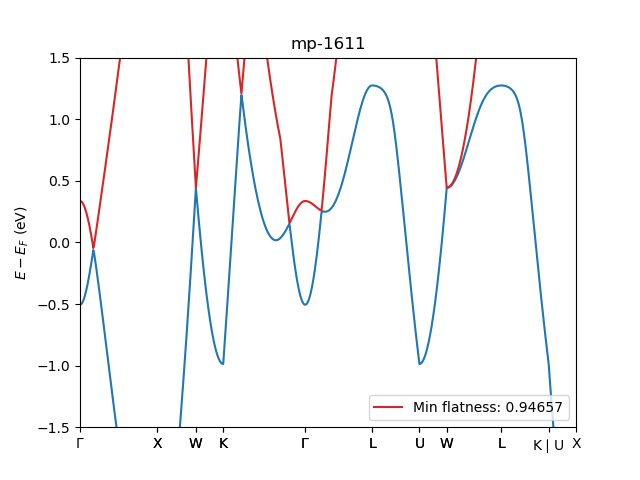 mp-1611
E − E_F (eV)
1.5
1.0
0.5
0.0
−0.5
−1.0
−1.5
Min flatness: 0.94657
Γ X W K Γ L U W L K | U X